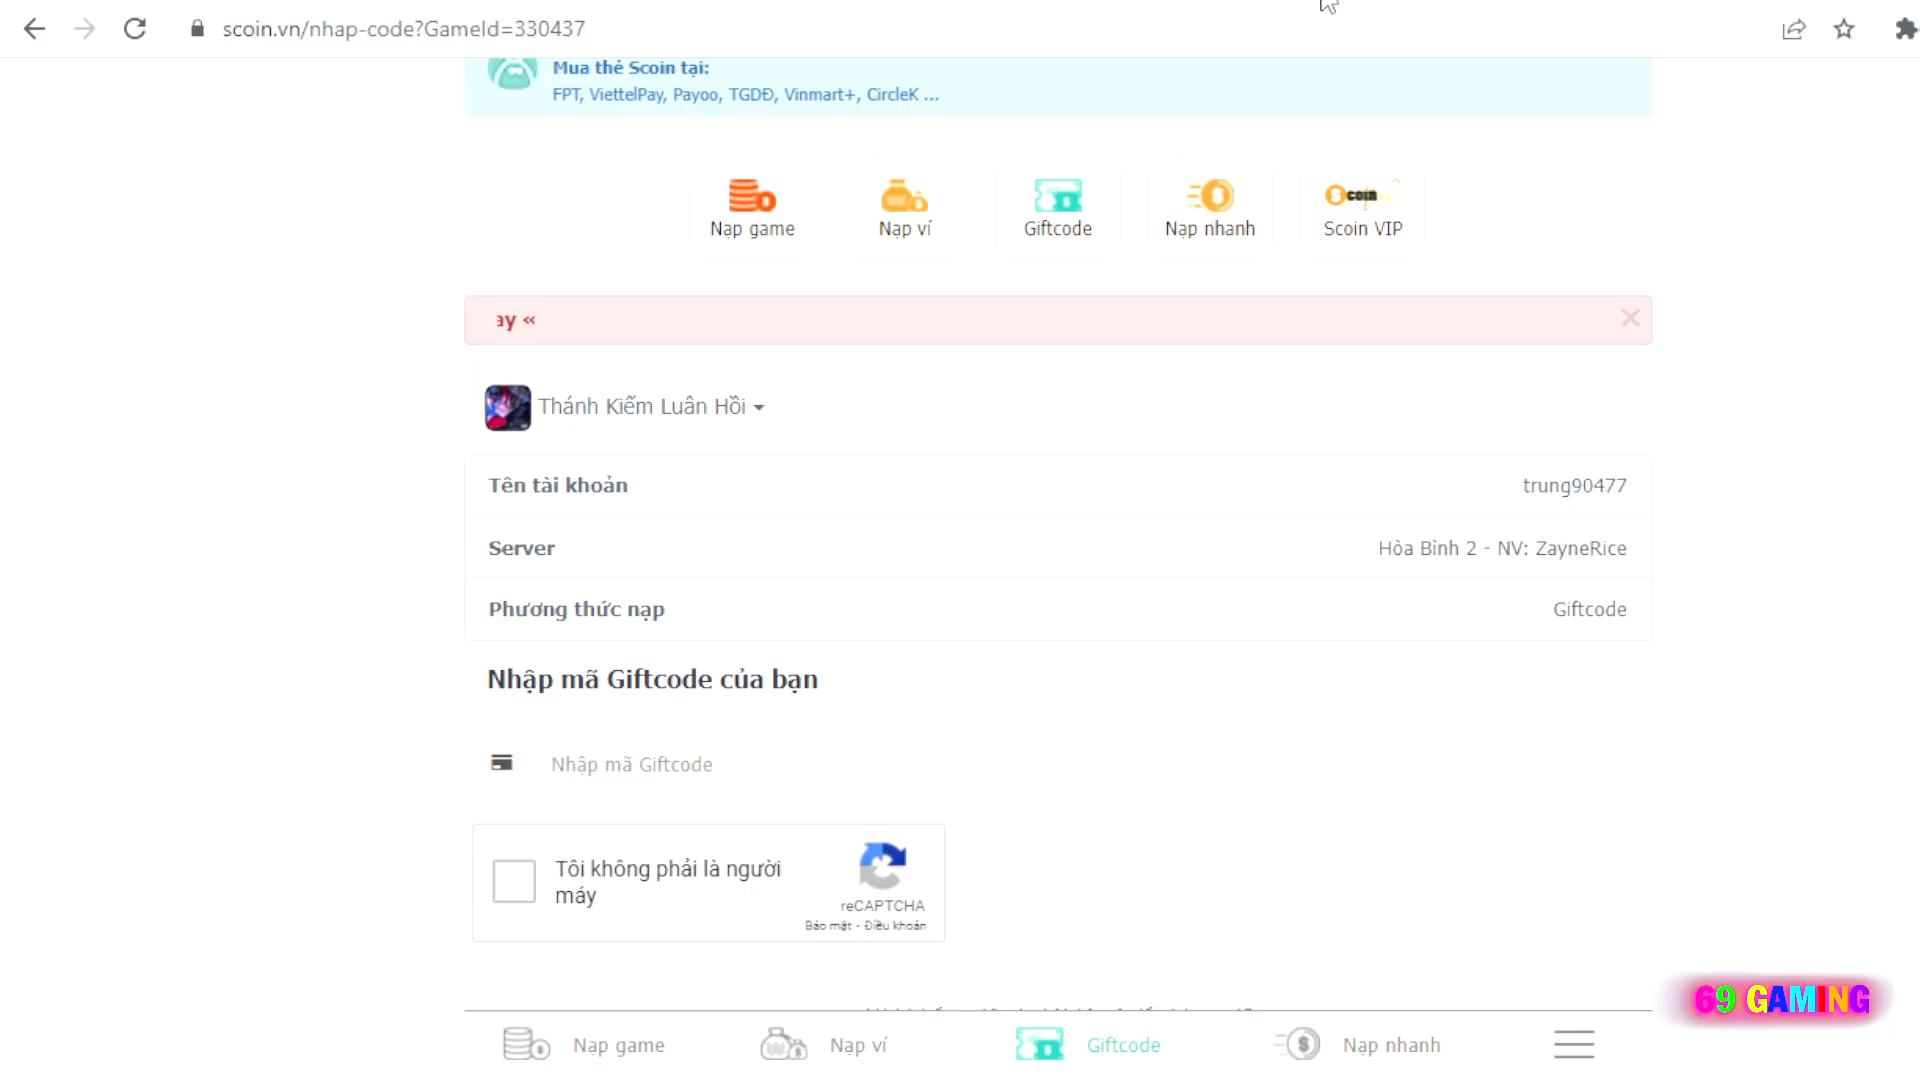 scoin.vn/nhap-code?GameId=330437
Mua thẻ Scoin tại:
FPT, ViettelPay, Payoo, TGDĐ, Vinmart+, CircleK ...
Nạp game
Nạp ví
Giftcode
Nạp nhanh
Scoin VIP
coin
ay «
Thánh Kiếm Luân Hồi
Tên tài khoản trung90477
Server Hòa Bình 2 - NV: ZayneRice
Phương thức nạp Giftcode
Nhập mã Giftcode của bạn
Nhập mã Giftcode
Tôi không phải là người
máy
reCAPTCHA
Bảo mật - Điều khoản
69 GAMING
Nạp game
Nạp ví
Giftcode
Nạp nhanh